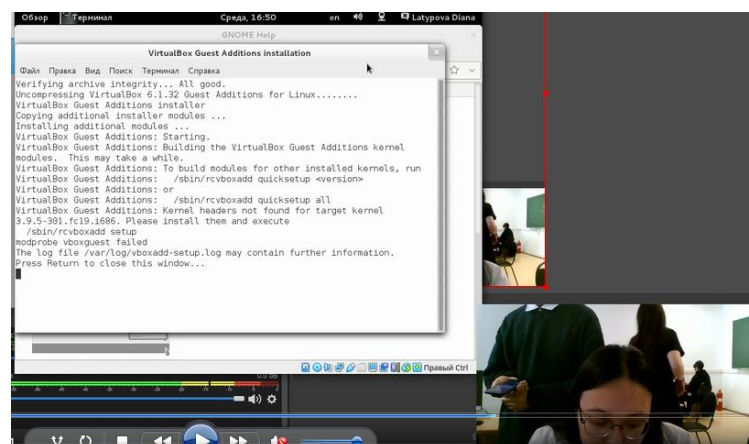 Обзор Терминал Среда, 16:50 en Latypova Diana
GNOME Help
VirtualBox Guest Additions installation
Файл Правка Вид Поиск Терминал Справка
Verifying archive integrity... All good.
Uncompressing VirtualBox 6.1.32 Guest Additions for Linux........
VirtualBox Guest Additions installer
Copying additional installer modules ...
Installing additional modules ...
VirtualBox Guest Additions: Starting.
VirtualBox Guest Additions: Building the VirtualBox Guest Additions kernel
modules.  This may take a while.
VirtualBox Guest Additions: To build modules for other installed kernels, run
VirtualBox Guest Additions:   /sbin/rcvboxadd quicksetup <version>
VirtualBox Guest Additions: or
VirtualBox Guest Additions:   /sbin/rcvboxadd quicksetup all
VirtualBox Guest Additions: Kernel headers not found for target kernel
3.9.5-301.fc19.i686. Please install them and execute
  /sbin/rcvboxadd setup
modprobe vboxguest failed
The log file /var/log/vboxadd-setup.log may contain further information.
Press Return to close this window...
Правый Ctrl
0.0 dB